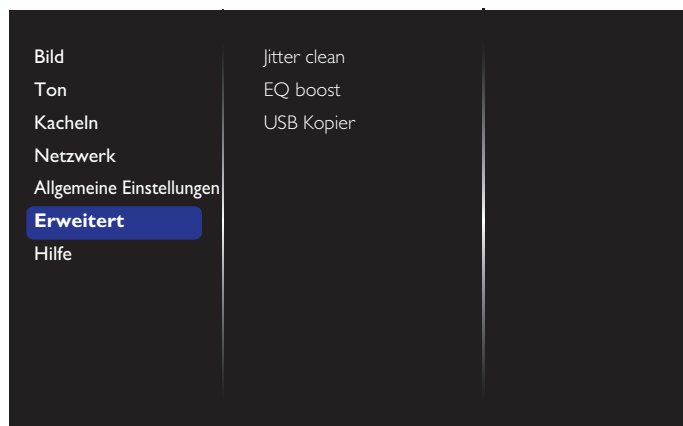 Bild
Ton
Kacheln
Netzwerk
Allgemeine Einstellungen
Erweitert
Hilfe
Jitter clean
EQ boost
USB Kopier